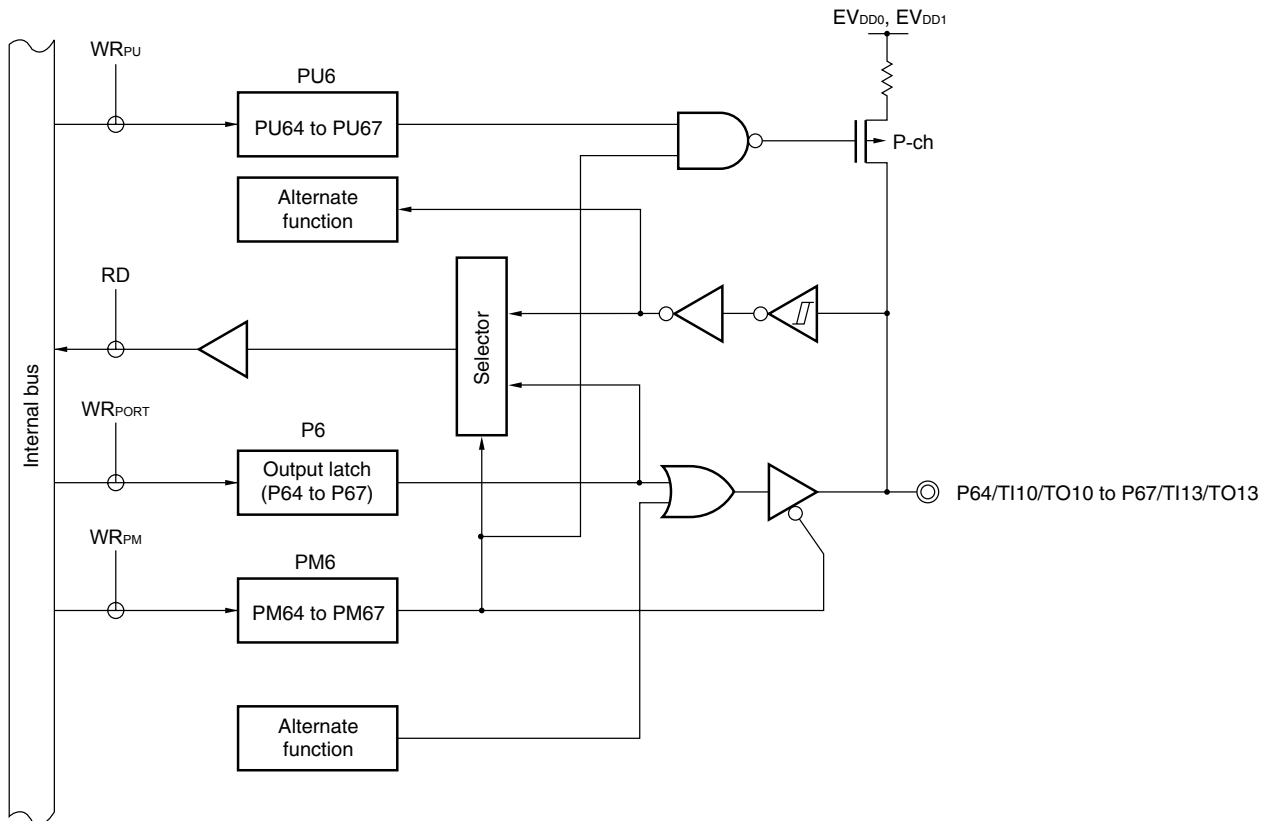 EVDD0, EVDD1
WRPU
PU6
PU64 to PU67
P-ch
Alternate
function
RD
Selector
Internal bus
WRPORT
P6
Output latch
(P64 to P67)
P64/TI10/TO10 to P67/TI13/TO13
WRPM
PM6
PM64 to PM67
Alternate
function